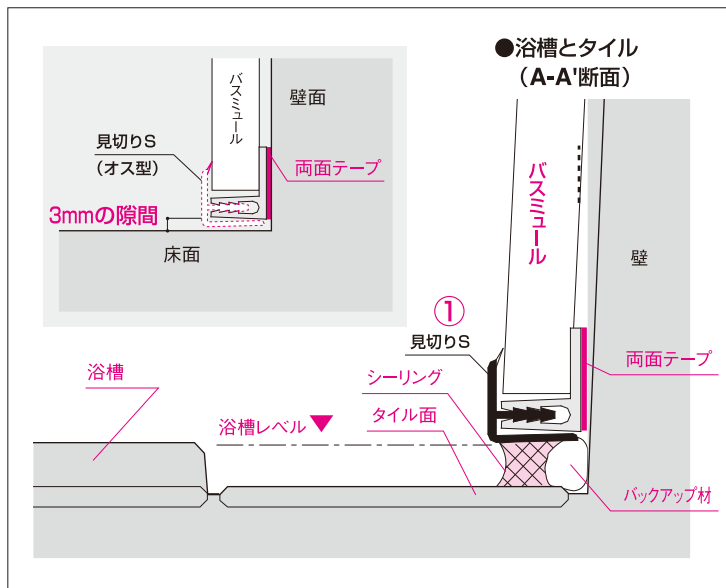 ●浴槽とタイル
（A-A'断面）
バスミュール
壁面
見切りS
（オス型）
両面テープ
3mmの隙間
床面
バスミュール
壁
①
見切りS
両面テープ
浴槽
シーリング
浴槽レベル▼
タイル面
バックアップ材